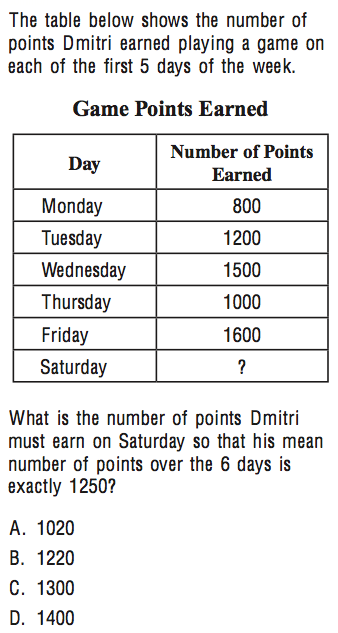 The table below shows the number of
points Dmitri earned playing a game on
each of the first 5 days of the week.
Game Points Earned
Day
Number of Points
Earned
Monday 800
Tuesday 1200
Wednesday 1500
Thursday 1000
Friday 1600
Saturday ?
What is the number of points Dmitri
must earn on Saturday so that his mean
number of points over the 6 days is
exactly 1250?
A. 1020
B. 1220
C. 1300
D. 1400